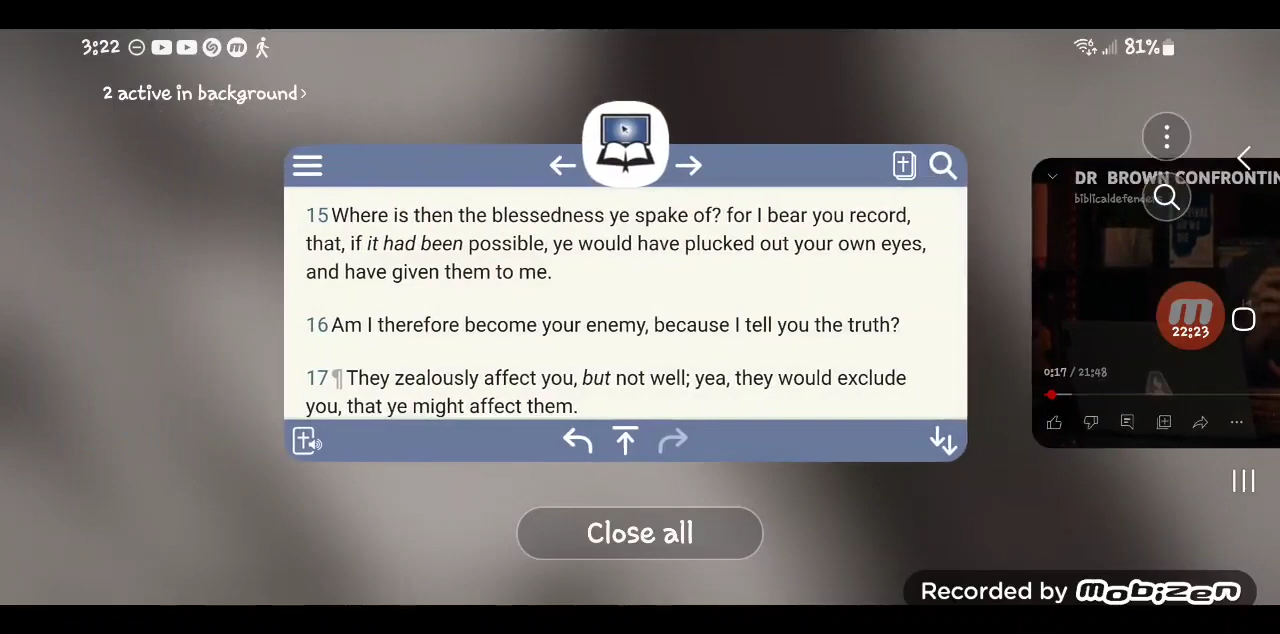 3:22
81%
2 active in background>
15 Where is then the blessedness ye spake of? for I bear you record,
that, if it had been possible, ye would have plucked out your own eyes,
and have given them to me.
16 Am I therefore become your enemy, because I tell you the truth?
17 ¶ They zealously affect you, but not well; yea, they would exclude
you, that ye might affect them.
DR BROWN CONFRONTIN
biblicaldefende
22:23
0:17 / 21:48
Close all
Recorded by mobizen